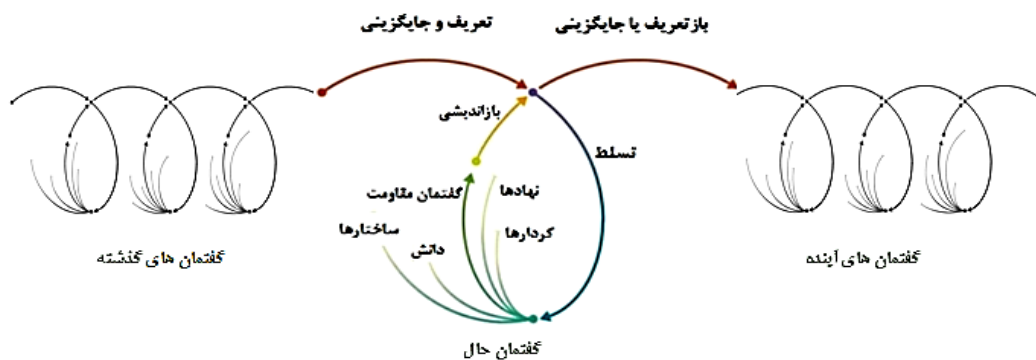 تعریف و جایگزینی
بازتعریف یا جایگزینی
بازاندیشی
تسلط
گفتمان مقاومت
نهادها
ساختارها
دانش
کردارها
گفتمان های گذشته
گفتمان های آینده
گفتمان حال